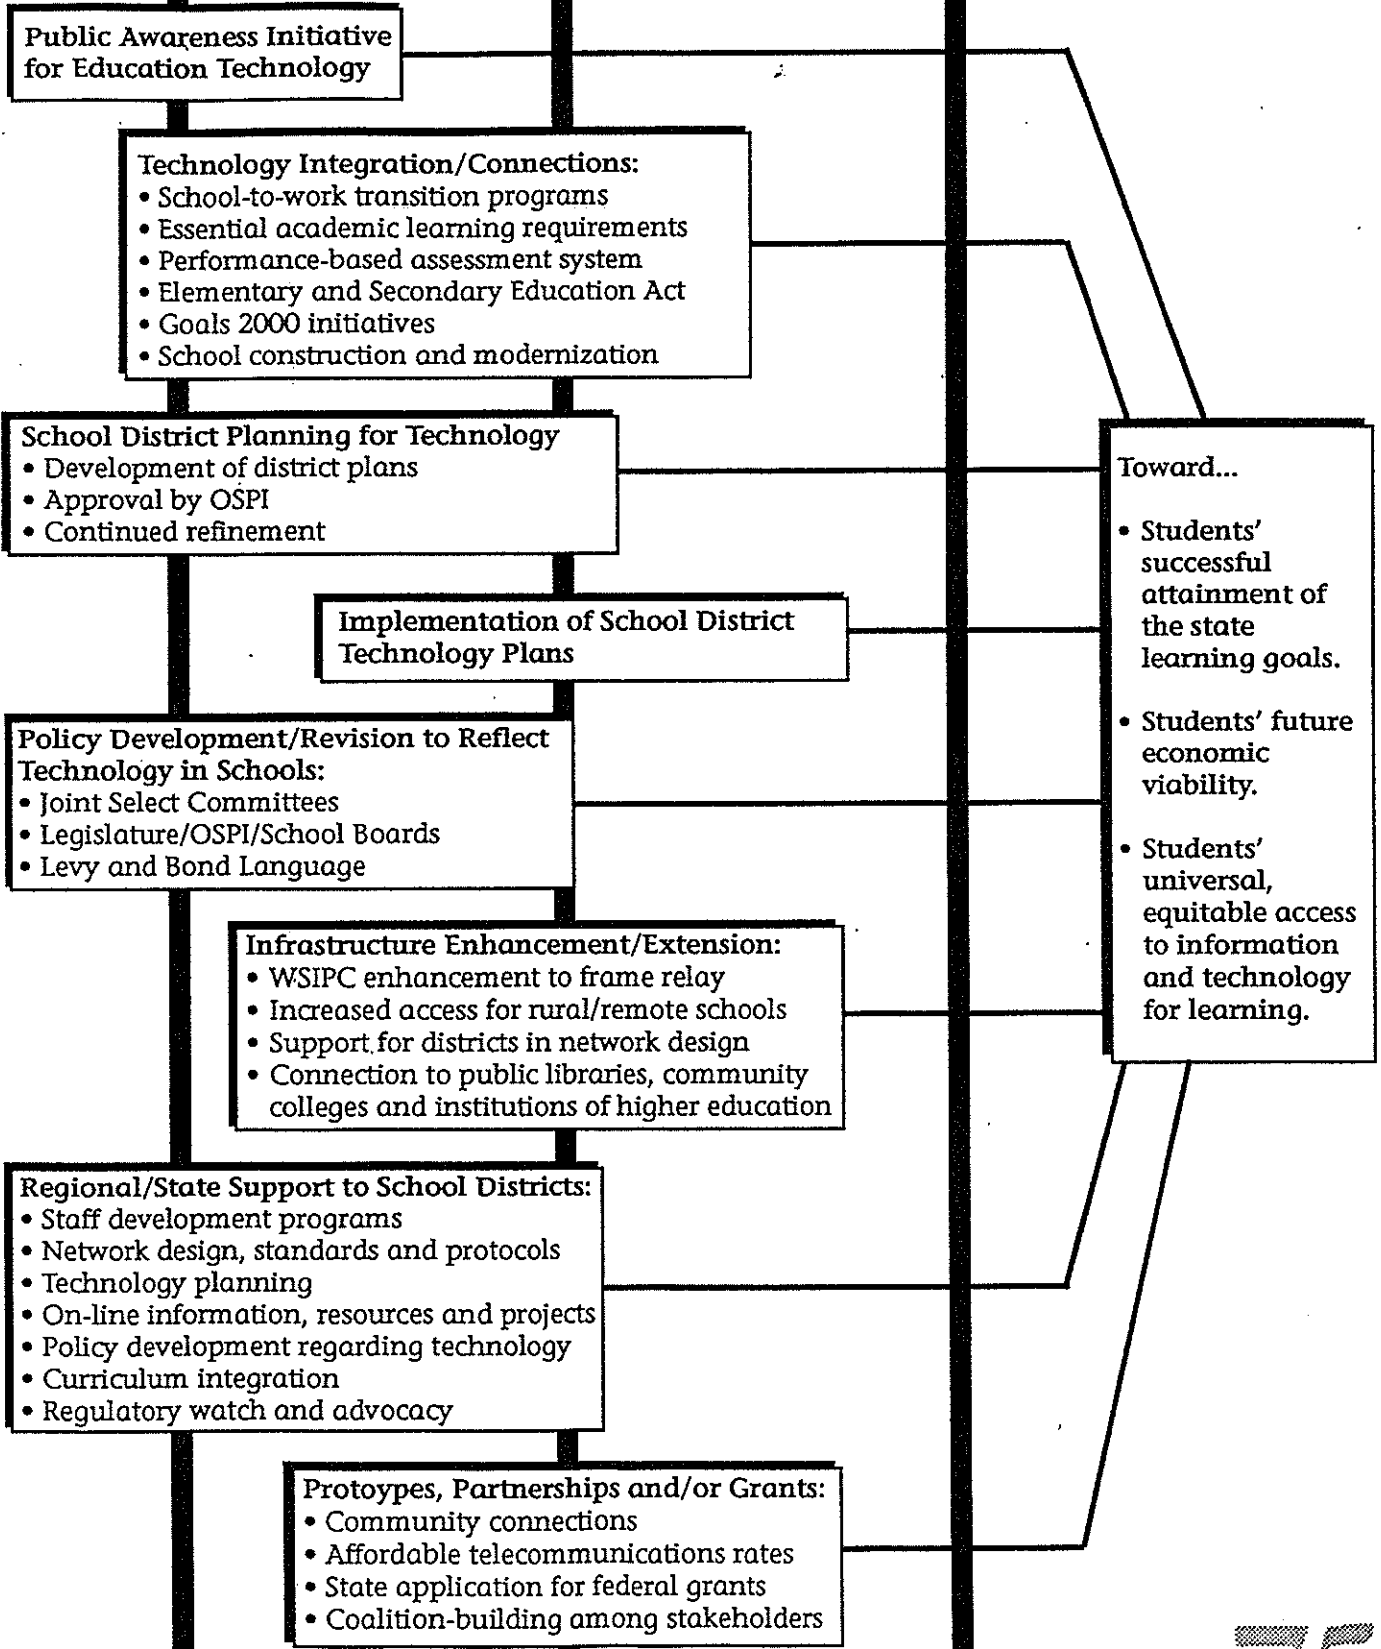 Public Awareness Initiative
for Education Technology
Technology Integration/Connections:
• School-to-work transition programs
• Essential academic learning requirements
• Performance-based assessment system
• Elementary and Secondary Education Act
• Goals 2000 initiatives
• School construction and modernization
School District Planning for Technology
• Development of district plans
• Approval by OSPI
• Continued refinement
Implementation of School District
Technology Plans
Policy Development/Revision to Reflect
Technology in Schools:
• Joint Select Committees
• Legislature/OSPI/School Boards
• Levy and Bond Language
Infrastructure Enhancement/Extension:
• WSIPC enhancement to frame relay
• Increased access for rural/remote schools
• Support for districts in network design
• Connection to public libraries, community
colleges and institutions of higher education
Regional/State Support to School Districts:
• Staff development programs
• Network design, standards and protocols
• Technology planning
• On-line information, resources and projects
• Policy development regarding technology
• Curriculum integration
• Regulatory watch and advocacy
Protoypes, Partnerships and/or Grants:
• Community connections
• Affordable telecommunications rates
• State application for federal grants
• Coalition-building among stakeholders
Toward...
• Students'
successful
attainment of
the state
learning goals.
• Students' future
economic
viability.
• Students'
universal,
equitable access
to information
and technology
for learning.